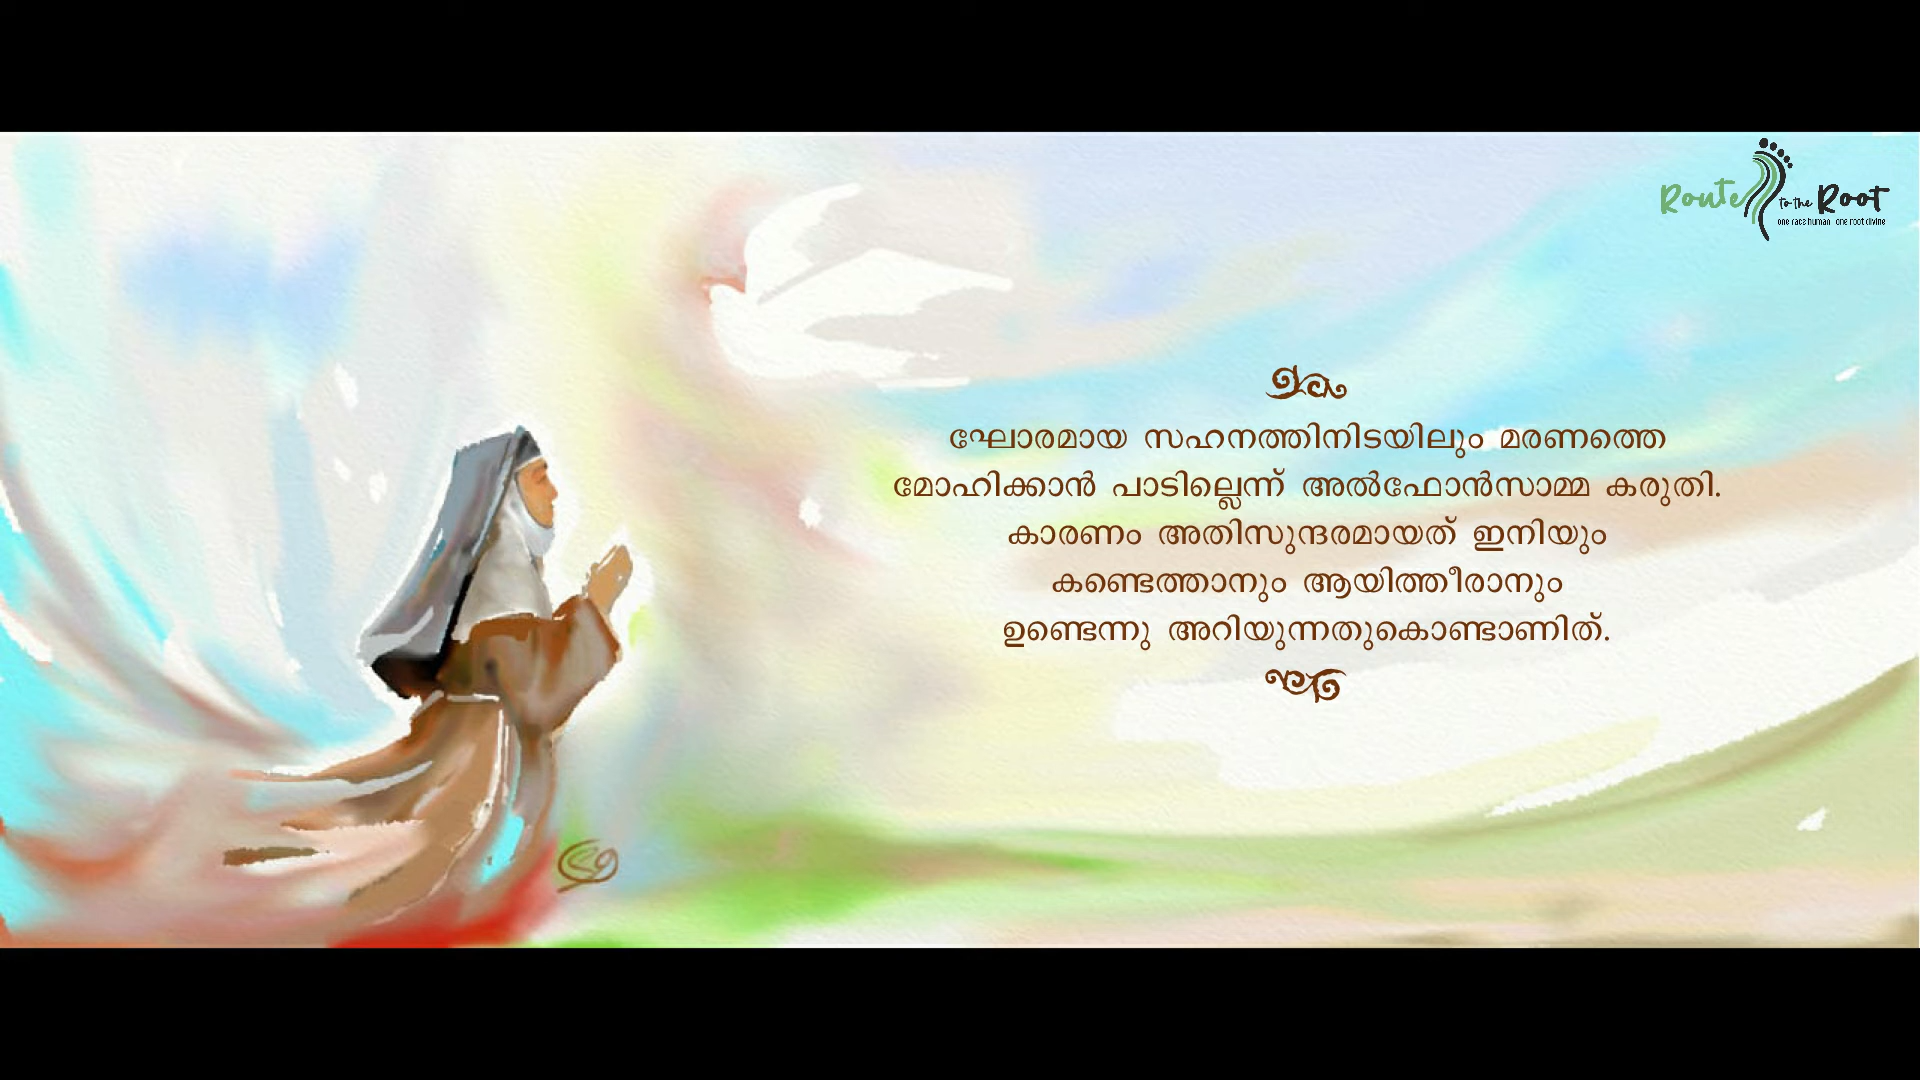 Route to the Root
one race human one root divine
ഘോരമായ സഹനത്തിനിടയിലും മരണത്തെ
മോഹിക്കാൻ പാടില്ലെന്ന് അൽഫോൻസാമ്മ കരുതി.
കാരണം അതിസുന്ദരമായത് ഇനിയും
കണ്ടെത്താനും ആയിത്തീരാനും
ഉണ്ടെന്നു അറിയുന്നതുകൊണ്ടാണിത്.